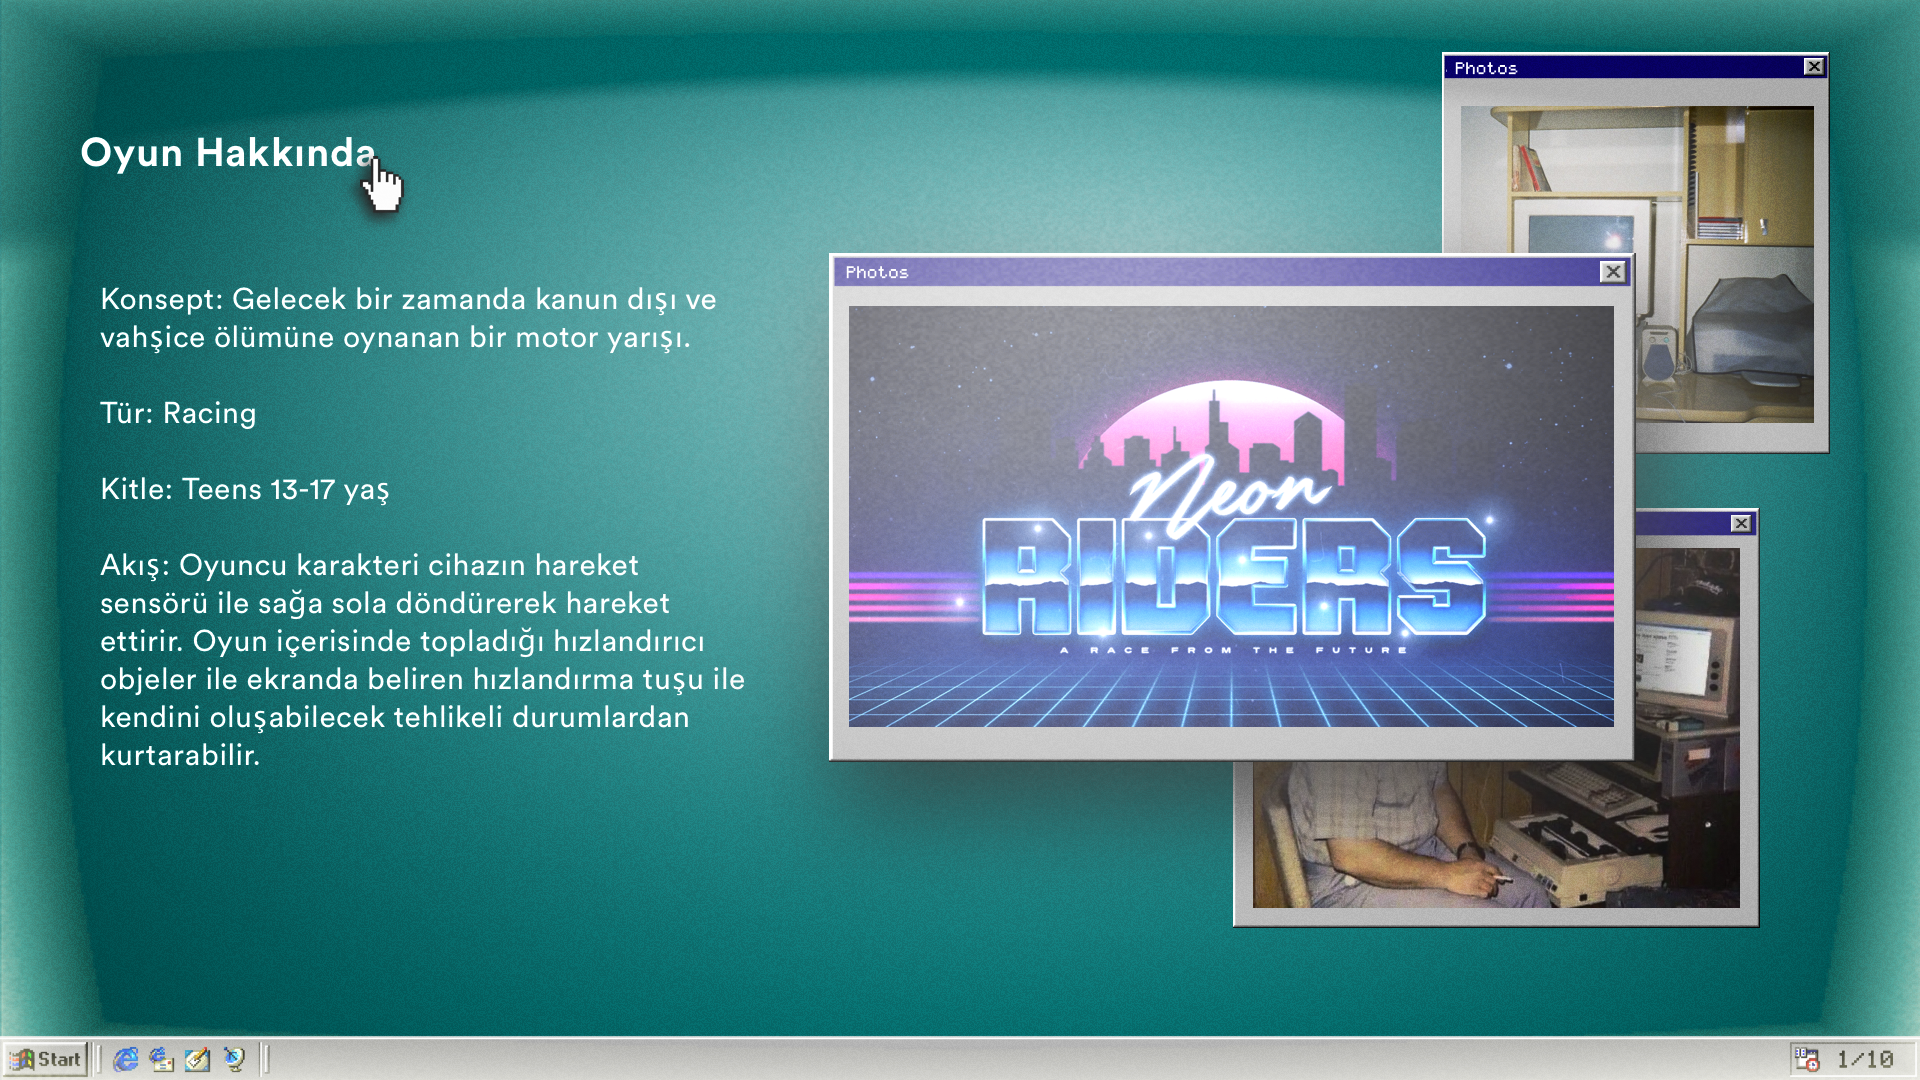 Photos
Oyun Hakkında
Photos
Konsept: Gelecek bir zamanda kanun dışı ve
vahşice ölümüne oynanan bir motor yarışı.
Tür: Racing
Kitle: Teens 13-17 yaş
Akış: Oyuncu karakteri cihazın hareket
sensörü ile sağa sola döndürerek hareket
ettirir. Oyun içerisinde topladığı hızlandırıcı
objeler ile ekranda beliren hızlandırma tuşu ile
kendini oluşabilecek tehlikeli durumlardan
kurtarabilir.
Neon
RIDERS
A RACE FROM THE FUTURE
Start
1/10